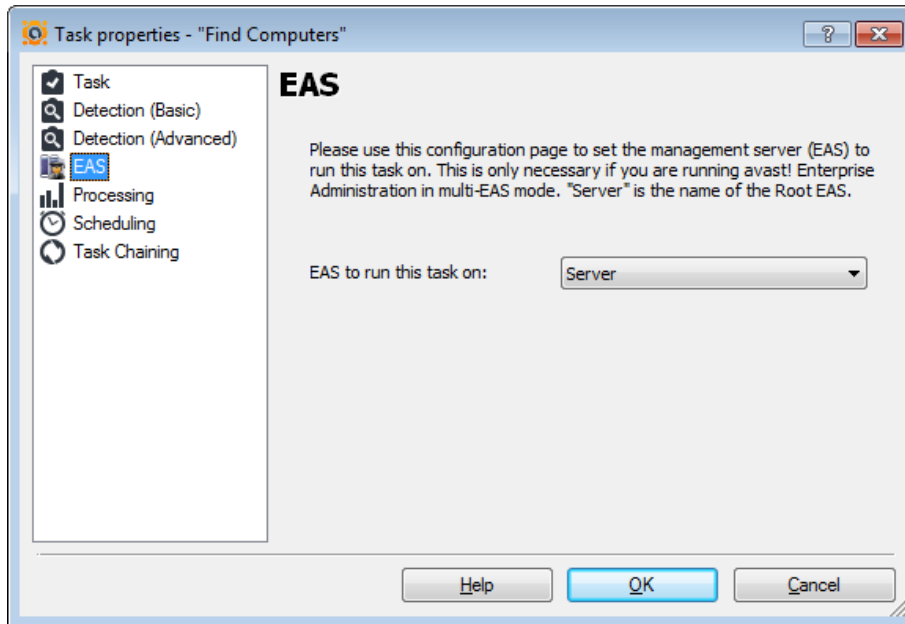 Task properties - "Find Computers"
Task
Detection (Basic)
Detection (Advanced)
EAS
Processing
Scheduling
Task Chaining
EAS
Please use this configuration page to set the management server (EAS) to
run this task on. This is only necessary if you are running avast! Enterprise
Administration in multi-EAS mode. "Server" is the name of the Root EAS.
EAS to run this task on:
Server
Help
OK
Cancel